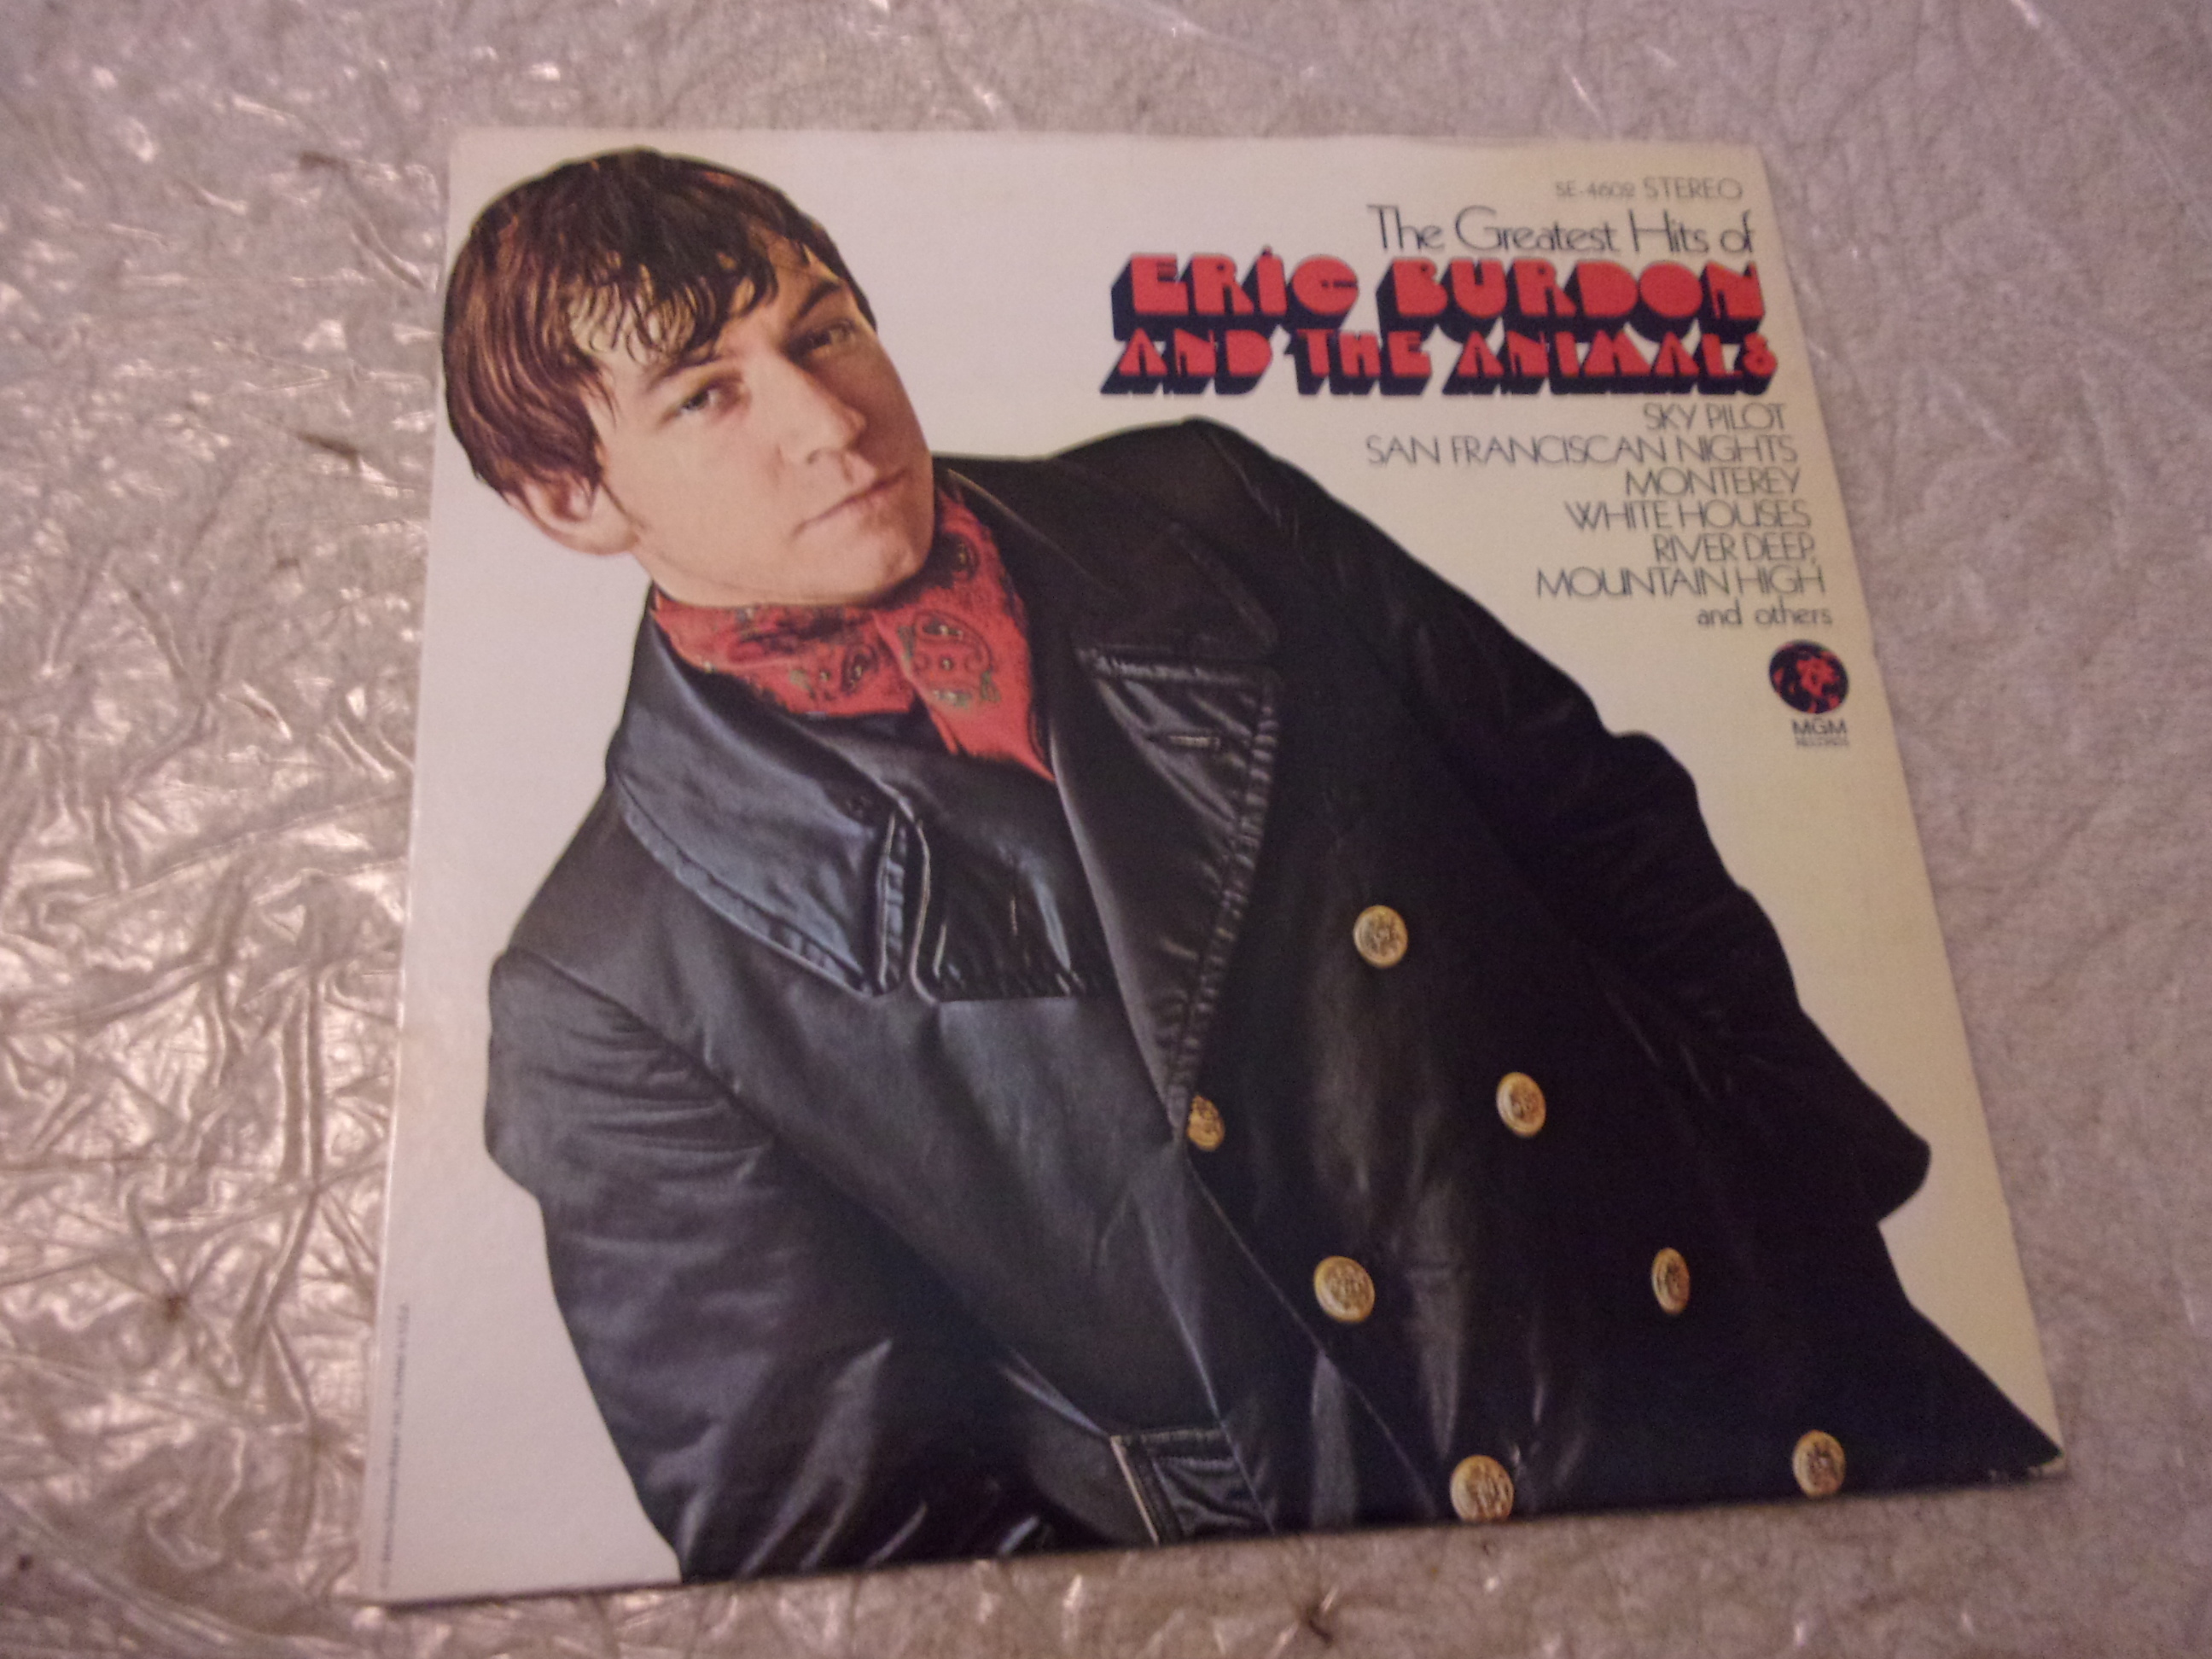 SE-4602 STEREO
The Greatest Hits of
ERIC BURDON
AND THE ANIMALS
SKY PILOT
SAN FRANCISCAN NIGHTS
MONTEREY
WHITE HOUSES
RIVER DEEP,
MOUNTAIN HIGH
and others
MGM
RECORDS